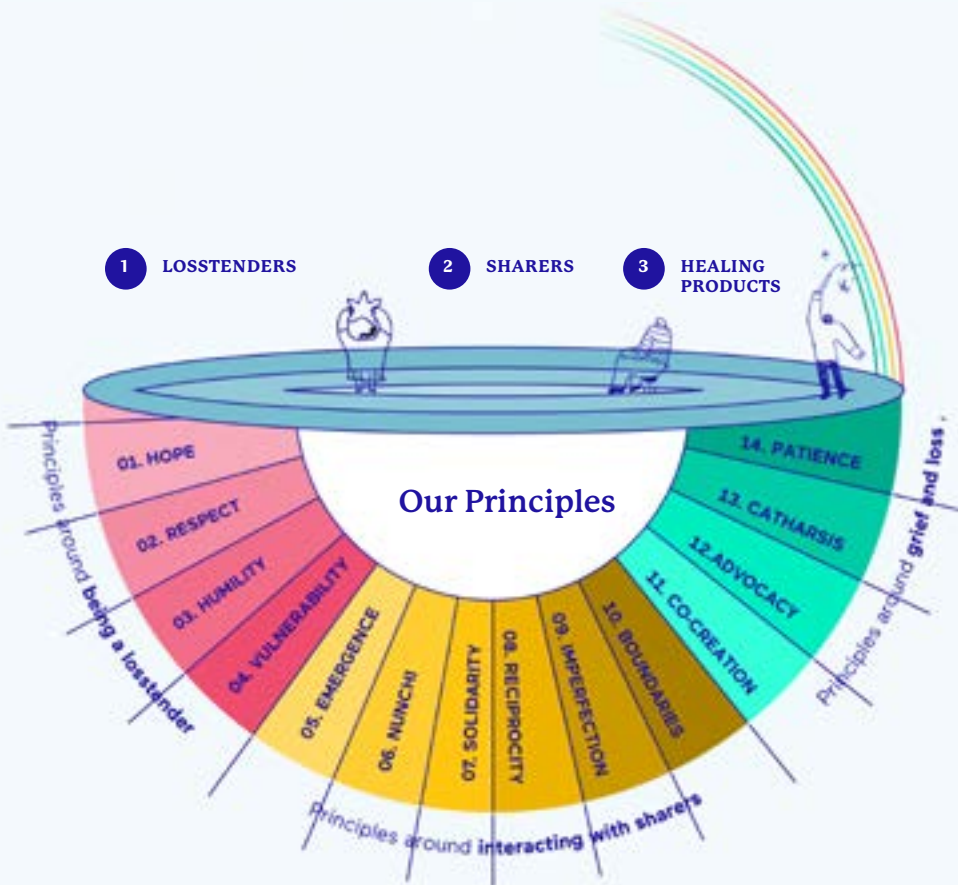 1 LOSSTENDERS
2 SHARERS
3 HEALING
PRODUCTS
Our Principles
01. HOPE
02. RESPECT
03. HUMILITY
04. VULNERABILITY
05. EMERGENCE
06. NUNCHI
07. SOLIDARITY
08. RECIPROCITY
09. IMPERFECTION
10. BOUNDARIES
11. CO-CREATION
12.ADVOCACY
13. CATHARSIS
14. PATIENCE
Principles around being a losstender
Principles around interacting with sharers
Principles around grief and loss .